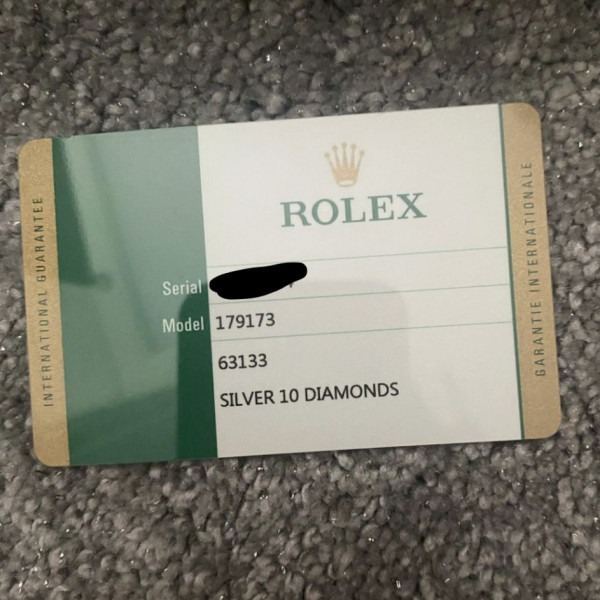 INTERNATIONAL GUARANTEE
ROLEX
Serial
Model 179173
63133
SILVER 10 DIAMONDS
GARANTIE INTERNATIONALE